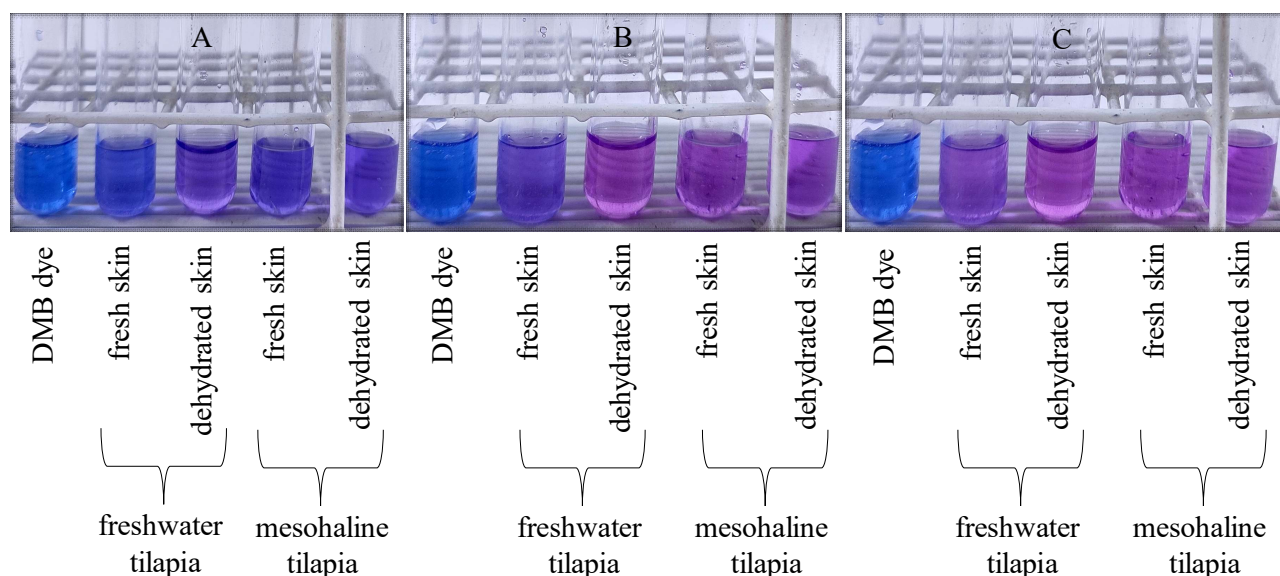 A
B
C
DMB dye
fresh skin
dehydrated skin
fresh skin
dehydrated skin
freshwater
tilapia
mesohaline
tilapia
DMB dye
fresh skin
dehydrated skin
fresh skin
dehydrated skin
freshwater
tilapia
mesohaline
tilapia
DMB dye
fresh skin
dehydrated skin
fresh skin
dehydrated skin
freshwater
tilapia
mesohaline
tilapia